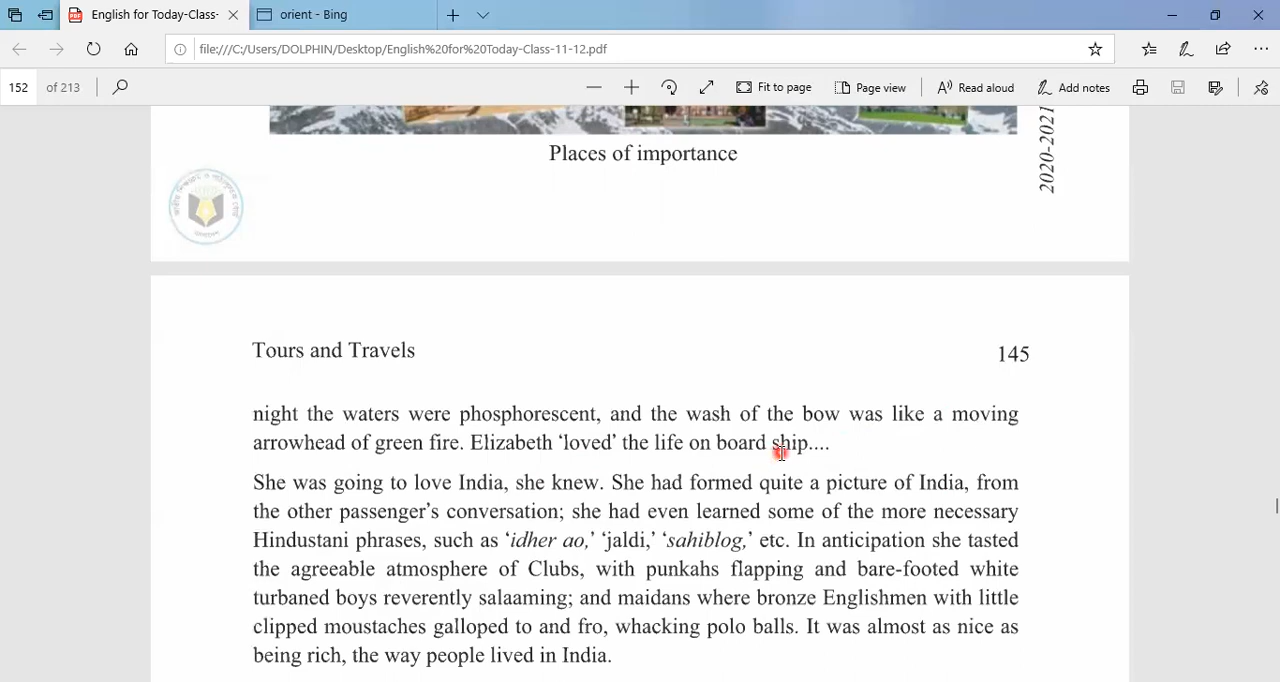 English for Today-Class-
orient - Bing
file:///C:/Users/DOLPHIN/Desktop/English%20for%20Today-Class-11-12.pdf
152 of 213
Fit to page
Page view
Read aloud
Add notes
Places of importance
2020-2021
Tours and Travels 145
night the waters were phosphorescent, and the wash of the bow was like a moving
arrowhead of green fire. Elizabeth ‘loved’ the life on board ship....
She was going to love India, she knew. She had formed quite a picture of India, from
the other passenger’s conversation; she had even learned some of the more necessary
Hindustani phrases, such as ‘idher ao,’ ‘jaldi,’ ‘sahiblog,’ etc. In anticipation she tasted
the agreeable atmosphere of Clubs, with punkahs flapping and bare-footed white
turbaned boys reverently salaaming; and maidans where bronze Englishmen with little
clipped moustaches galloped to and fro, whacking polo balls. It was almost as nice as
being rich, the way people lived in India.